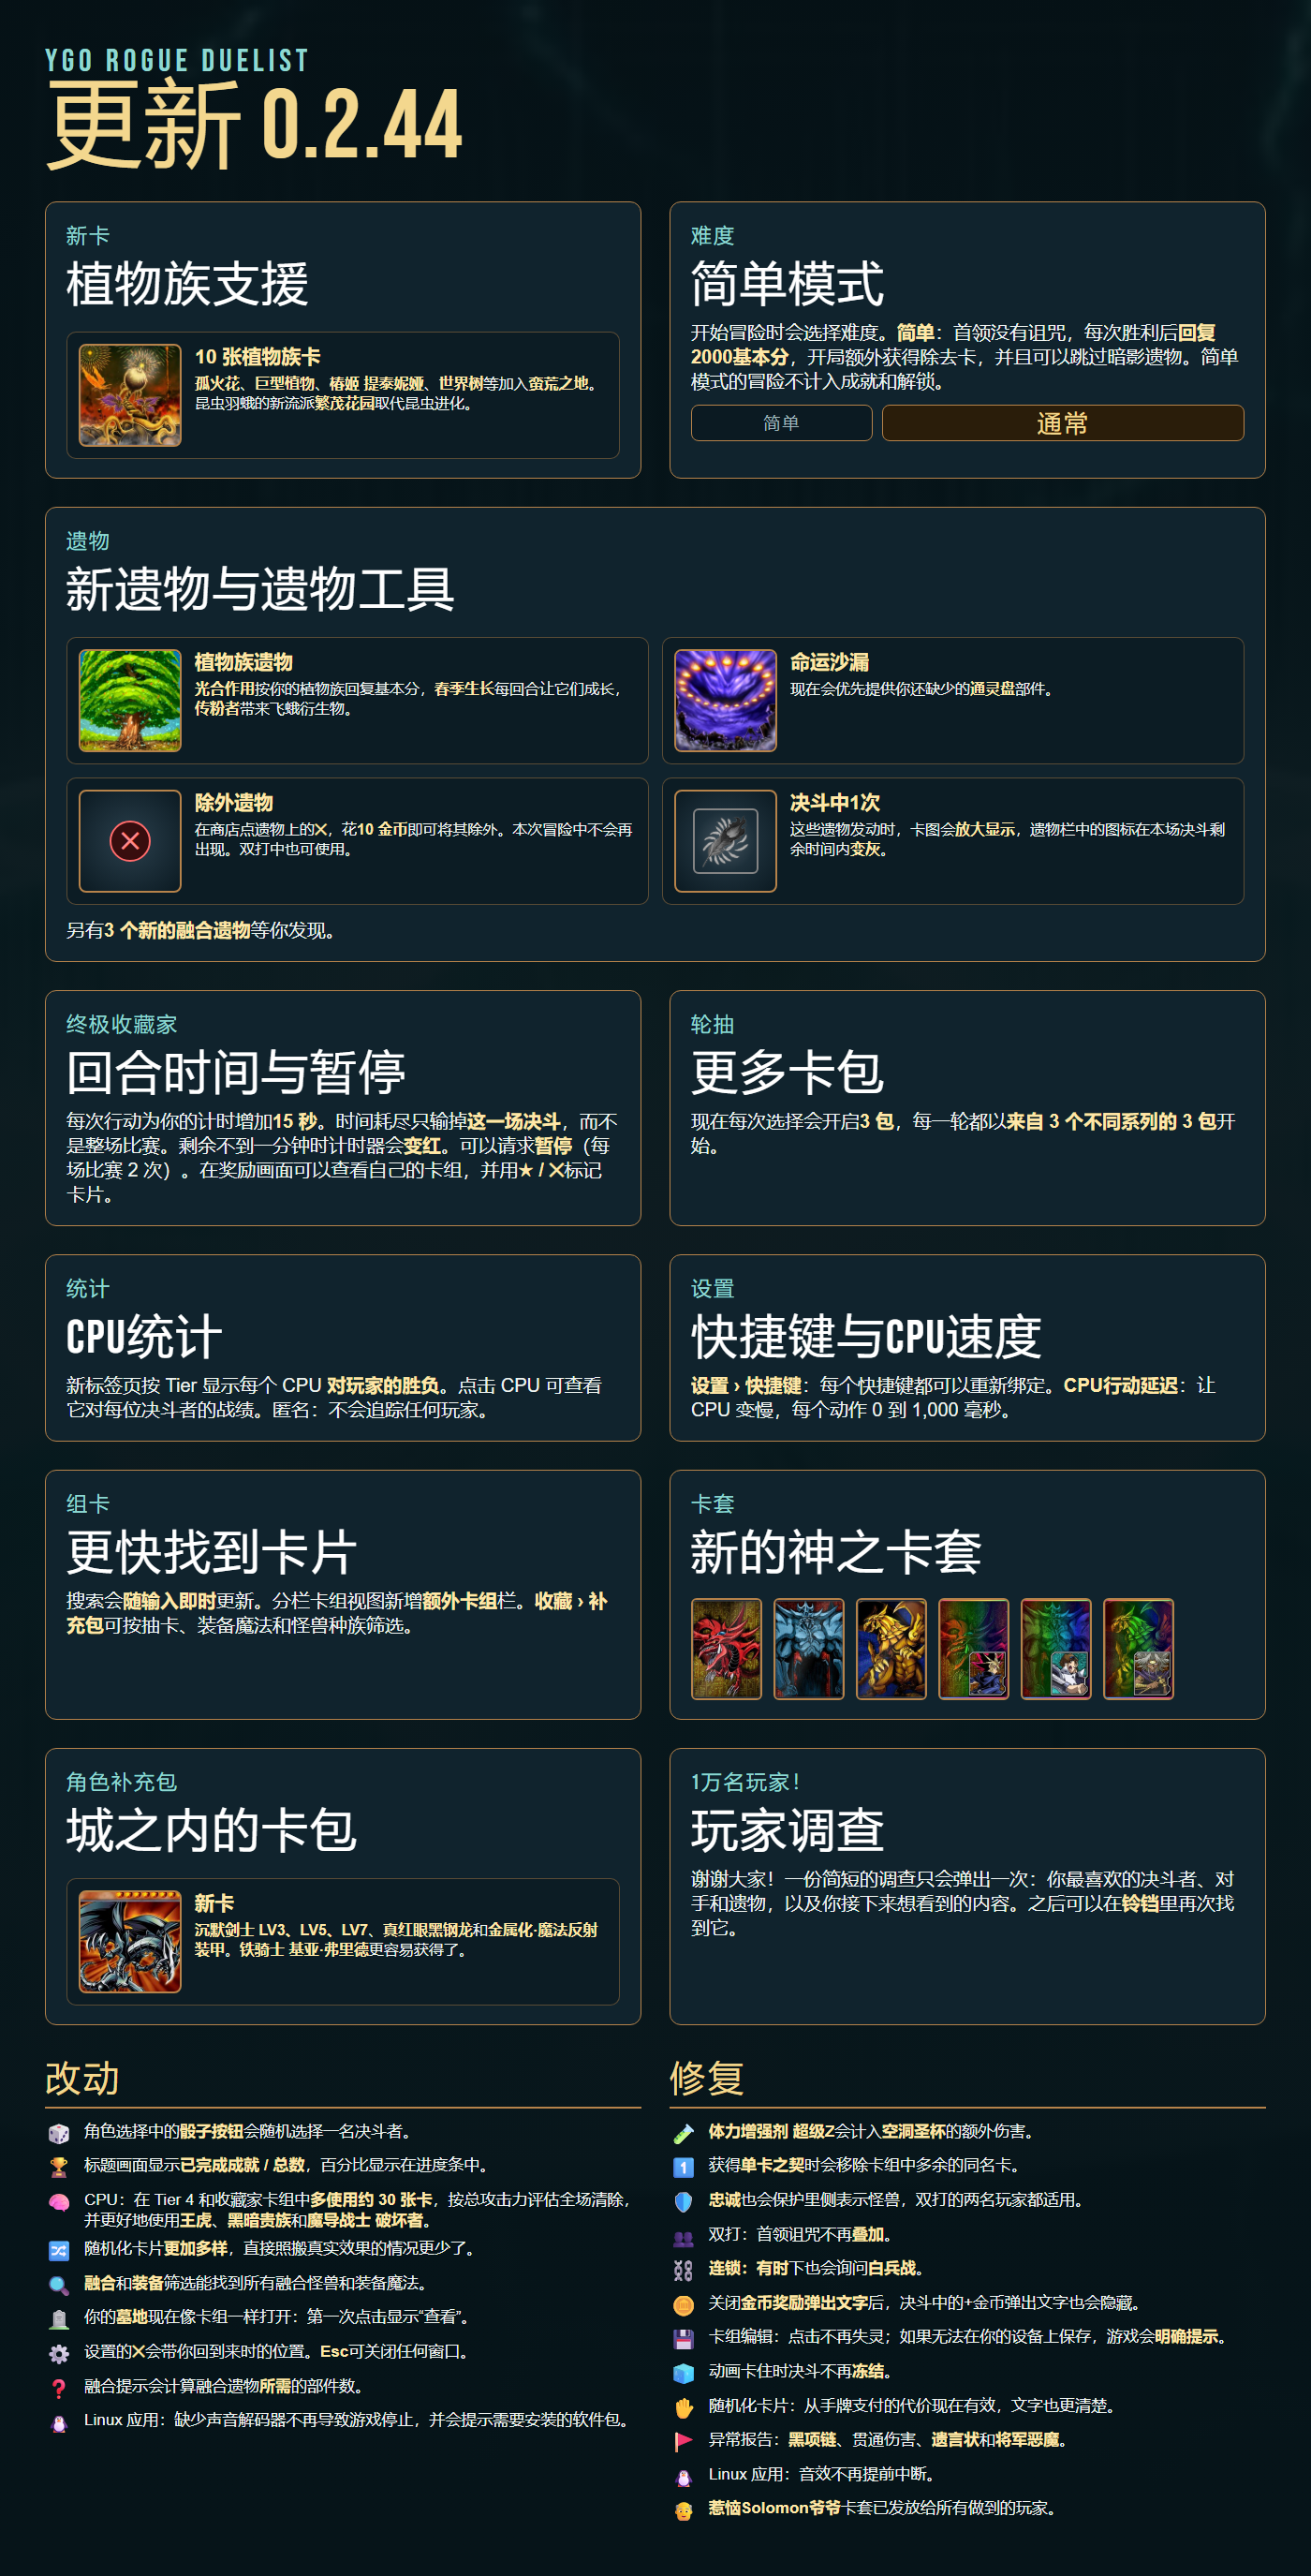 YGO ROGUE DUELIST
更新 0.2.44
新卡
植物族支援
10 张植物族卡
孤火花、巨型植物、椿姬 提泰妮娅、世界树等加入蛮荒之地。
昆虫羽蛾的新流派繁茂花园取代昆虫进化。
难度
简单模式
开始冒险时会选择难度。简单：首领没有诅咒，每次胜利后回复
2000基本分，开局额外获得除去卡，并且可以跳过暗影遗物。简单
模式的冒险不计入成就和解锁。
简单
通常
遗物
新遗物与遗物工具
植物族遗物
光合作用按你的植物族回复基本分，春季生长每回合让它们成长，
传粉者带来飞蛾衍生物。
命运沙漏
现在会优先提供你还缺少的通灵盘部件。
除外遗物
在商店点遗物上的✕，花10 金币即可将其除外。本次冒险中不会再
出现。双打中也可使用。
决斗中1次
这些遗物发动时，卡图会放大显示，遗物栏中的图标在本场决斗剩
余时间内变灰。
另有3 个新的融合遗物等你发现。
终极收藏家
回合时间与暂停
每次行动为你的计时增加15 秒。时间耗尽只输掉这一场决斗，而不
是整场比赛。剩余不到一分钟时计时器会变红。可以请求暂停（每
场比赛 2 次）。在奖励画面可以查看自己的卡组，并用★ / ✕标记
卡片。
轮抽
更多卡包
现在每次选择会开启3 包，每一轮都以来自 3 个不同系列的 3 包开
始。
统计
CPU统计
新标签页按 Tier 显示每个 CPU 对玩家的胜负。点击 CPU 可查看
它对每位决斗者的战绩。匿名：不会追踪任何玩家。
设置
快捷键与CPU速度
设置 › 快捷键：每个快捷键都可以重新绑定。CPU行动延迟：让
CPU 变慢，每个动作 0 到 1,000 毫秒。
组卡
更快找到卡片
搜索会随输入即时更新。分栏卡组视图新增额外卡组栏。收藏 › 补
充包可按抽卡、装备魔法和怪兽种族筛选。
卡套
新的神之卡套
角色补充包
城之内的卡包
新卡
沉默剑士 LV3、LV5、LV7、真红眼黑钢龙和金属化·魔法反射
装甲。铁骑士 基亚·弗里德更容易获得了。
1万名玩家！
玩家调查
谢谢大家！一份简短的调查只会弹出一次：你最喜欢的决斗者、对
手和遗物，以及你接下来想看到的内容。之后可以在铃铛里再次找
到它。
改动
角色选择中的骰子按钮会随机选择一名决斗者。
标题画面显示已完成成就 / 总数，百分比显示在进度条中。
CPU：在 Tier 4 和收藏家卡组中多使用约 30 张卡，按总攻击力评估全场清除，
并更好地使用王虎、黑暗贵族和魔导战士 破坏者。
随机化卡片更加多样，直接照搬真实效果的情况更少了。
融合和装备筛选能找到所有融合怪兽和装备魔法。
你的墓地现在像卡组一样打开：第一次点击显示“查看”。
设置的✕会带你回到来时的位置。Esc可关闭任何窗口。
融合提示会计算融合遗物所需的部件数。
Linux 应用：缺少声音解码器不再导致游戏停止，并会提示需要安装的软件包。
修复
体力增强剂 超级Z会计入空洞圣杯的额外伤害。
1
获得单卡之契时会移除卡组中多余的同名卡。
忠诚也会保护里侧表示怪兽，双打的两名玩家都适用。
双打：首领诅咒不再叠加。
连锁：有时下也会询问白兵战。
关闭金币奖励弹出文字后，决斗中的+金币弹出文字也会隐藏。
卡组编辑：点击不再失灵；如果无法在你的设备上保存，游戏会明确提示。
动画卡住时决斗不再冻结。
随机化卡片：从手牌支付的代价现在有效，文字也更清楚。
异常报告：黑项链、贯通伤害、遗言状和将军恶魔。
Linux 应用：音效不再提前中断。
惹恼Solomon爷爷卡套已发放给所有做到的玩家。